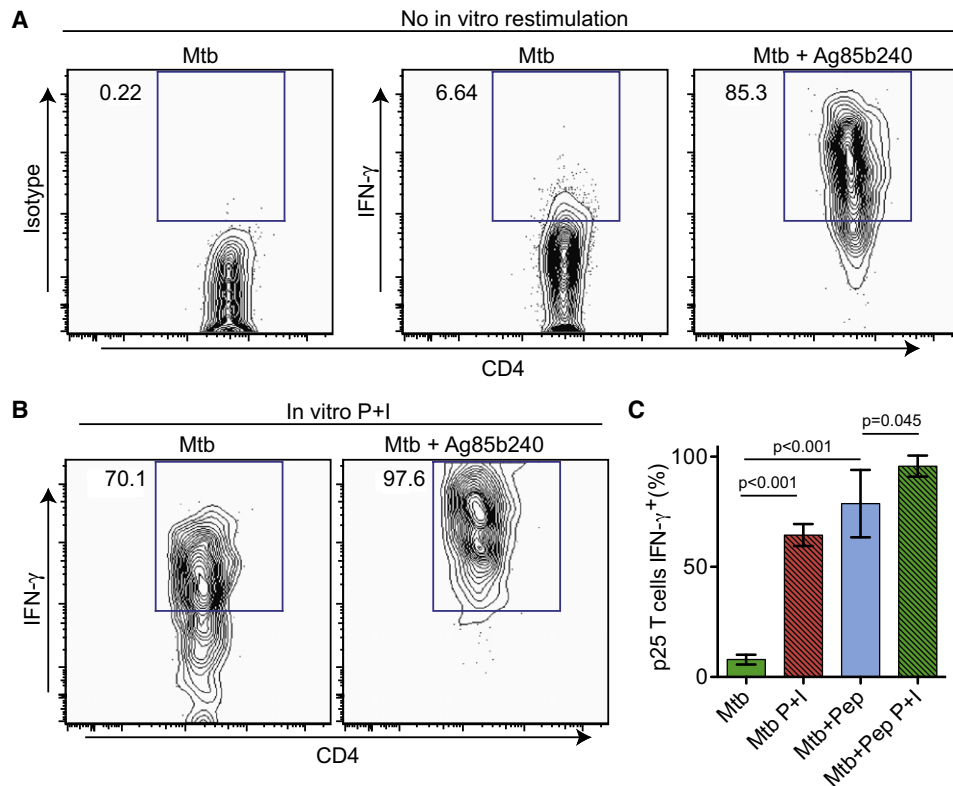 A
No in vitro restimulation
Mtb
Mtb
Mtb + Ag85b240
0.22
6.64
85.3
Isotype
IFN-γ
CD4
B
In vitro P+I
Mtb
Mtb + Ag85b240
70.1
97.6
IFN-γ
CD4
C
p=0.045
p<0.001
p<0.001
100
50
0
p25 T cells IFN-γ⁺(%)
Mtb
Mtb P+I
Mtb+Pep
Mtb+Pep P+I